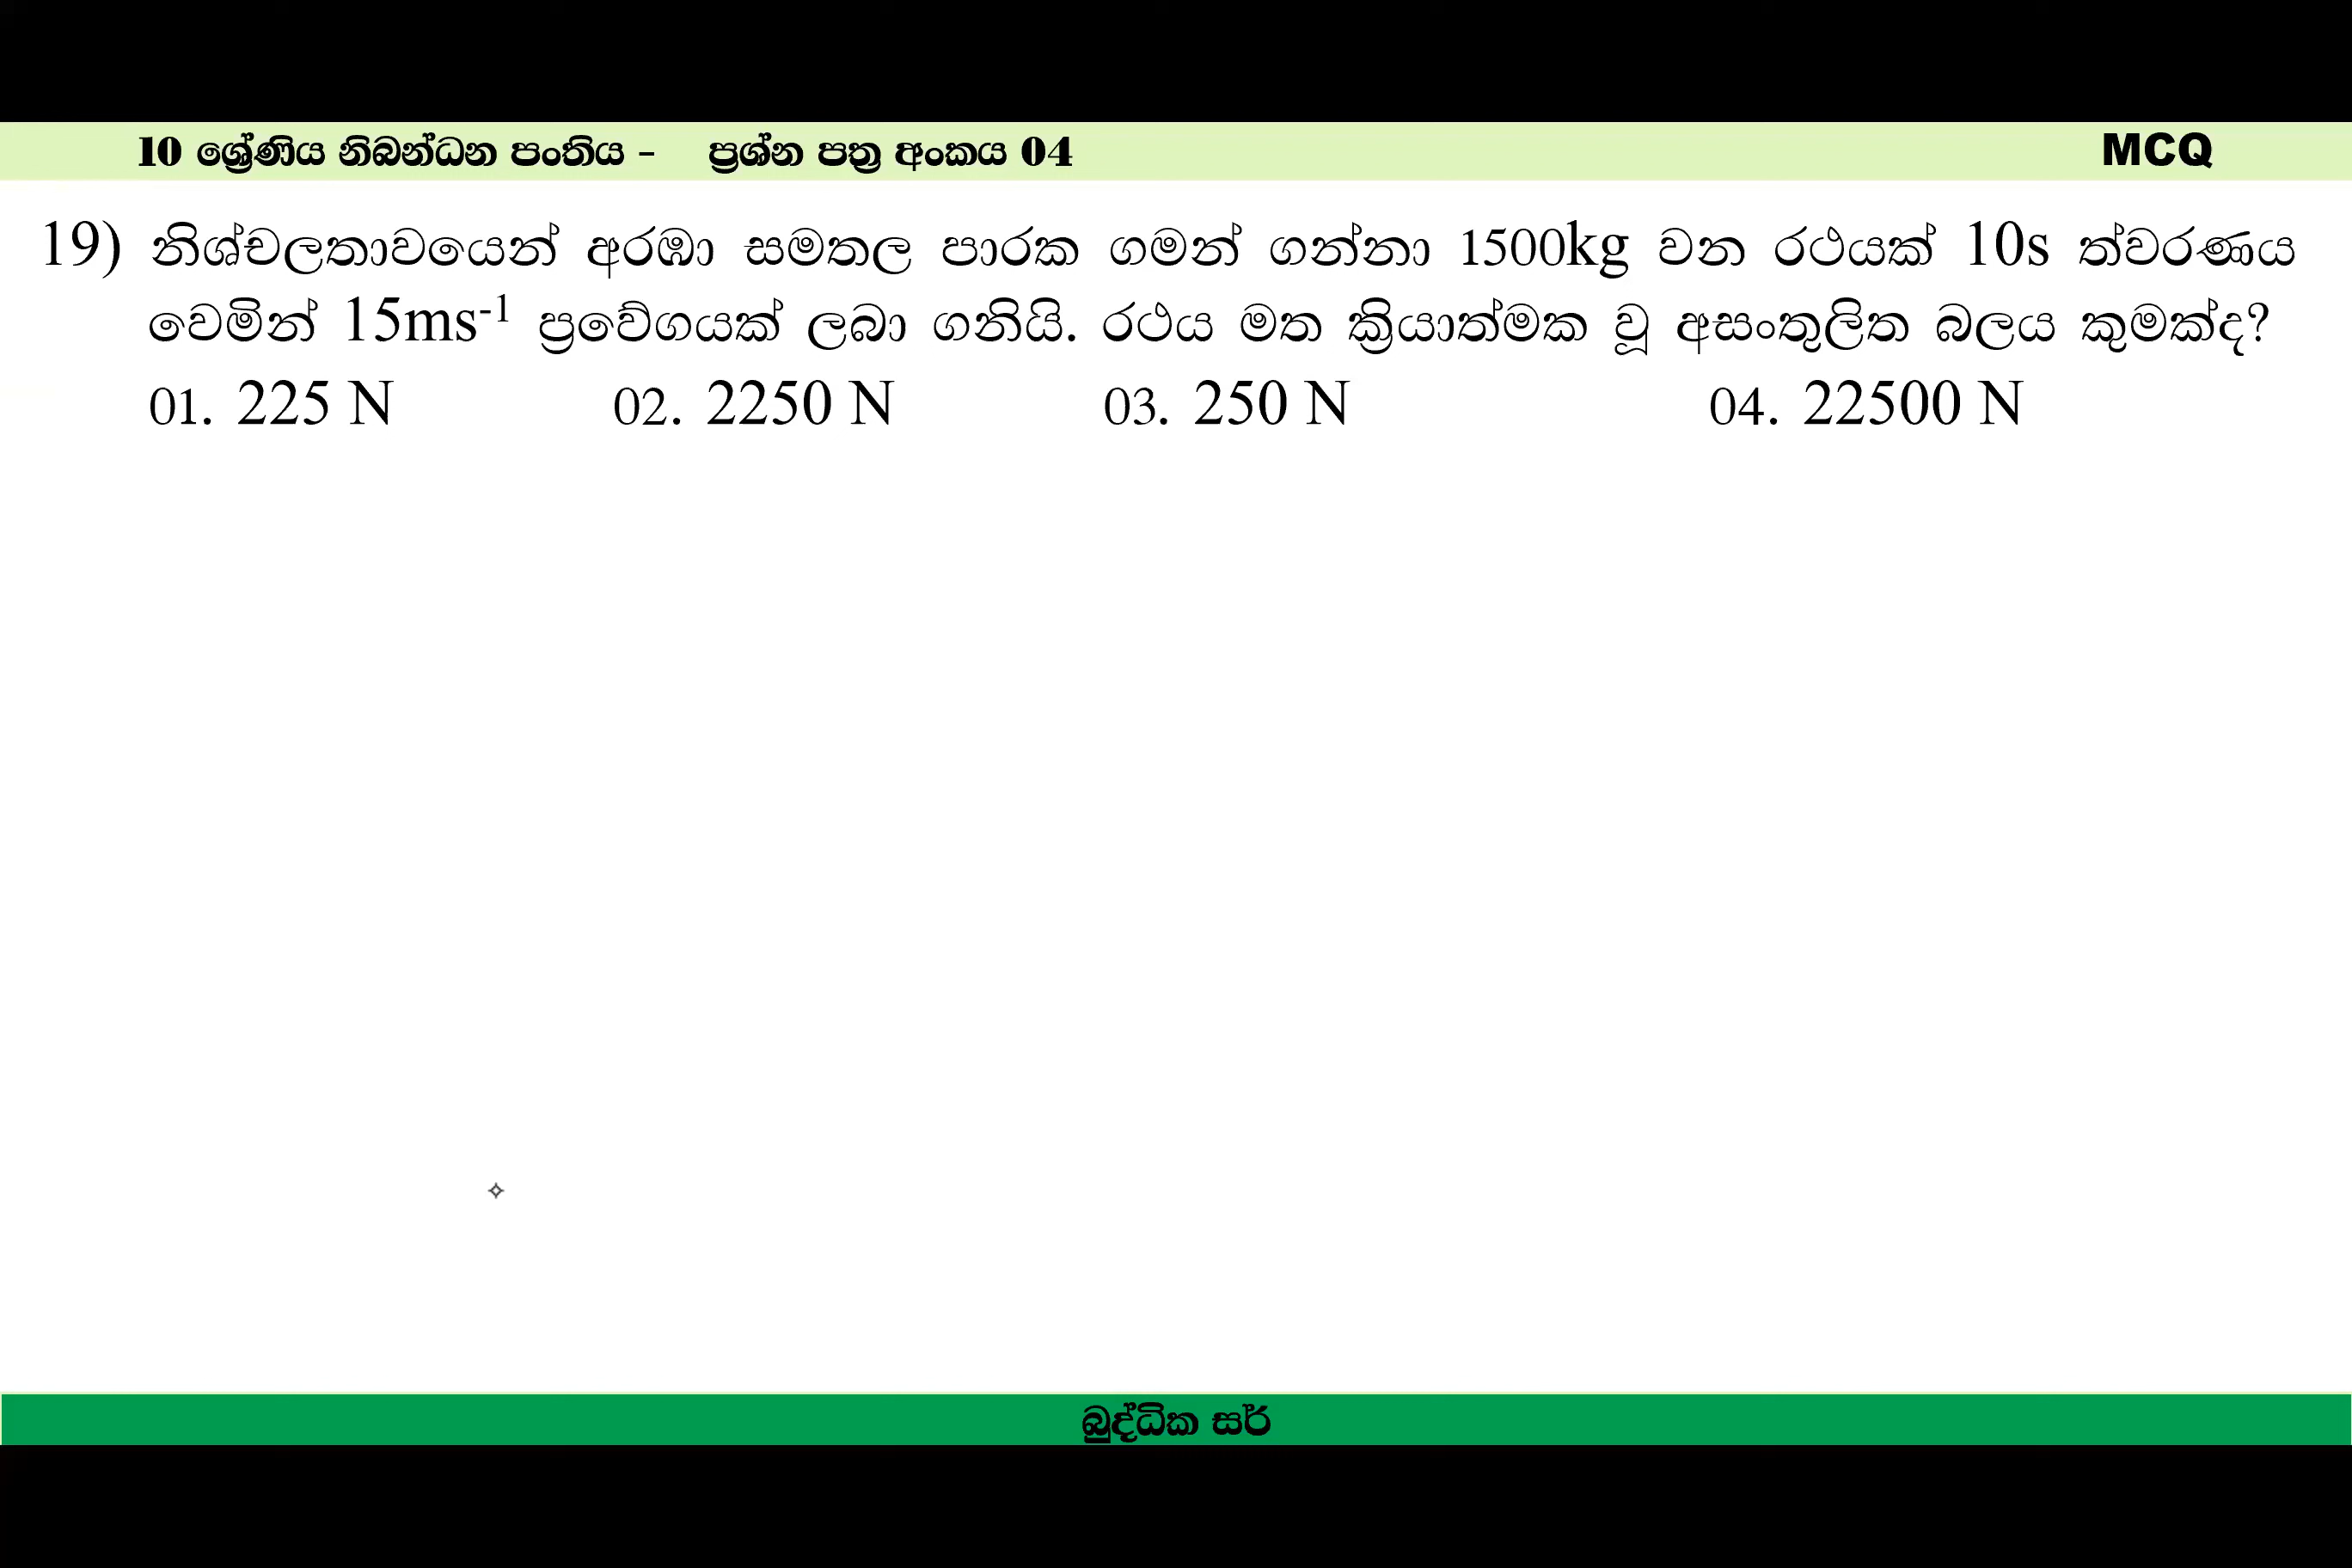 10 ශ්‍රේණිය නිබන්ධන පංතිය - ප්‍රශ්න පත්‍ර අංකය 04 MCQ
19) නිශ්චලතාවයෙන් අරඹා සමතල පාරක ගමන් ගන්නා 1500kg වන රථයක් 10s ත්වරණය
වෙමින් 15ms⁻¹ ප්‍රවේගයක් ලබා ගනියි. රථය මත ක්‍රියාත්මක වූ අසංතුලිත බලය කුමක්ද?
01. 225 N 02. 2250 N 03. 250 N 04. 22500 N
බුද්ධික සර්